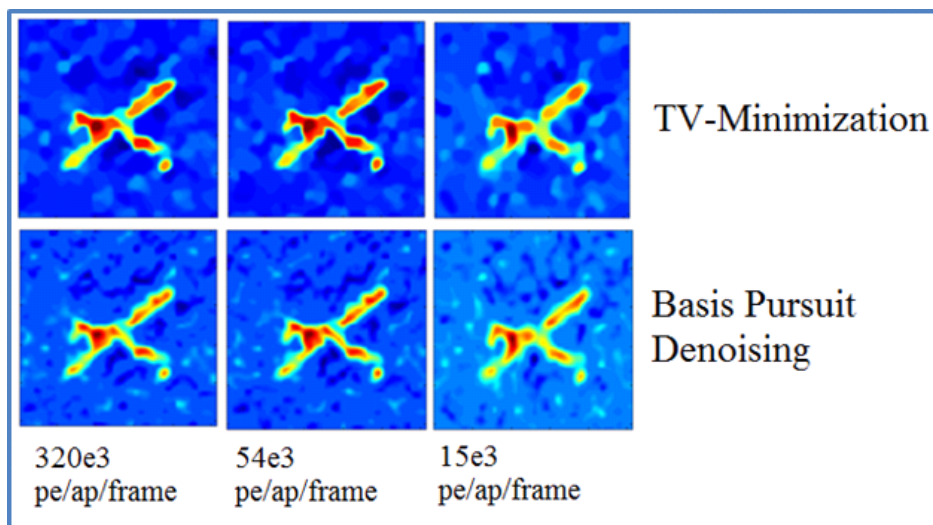 TV-Minimization
Basis Pursuit
Denoising
320e3
pe/ap/frame
54e3
pe/ap/frame
15e3
pe/ap/frame